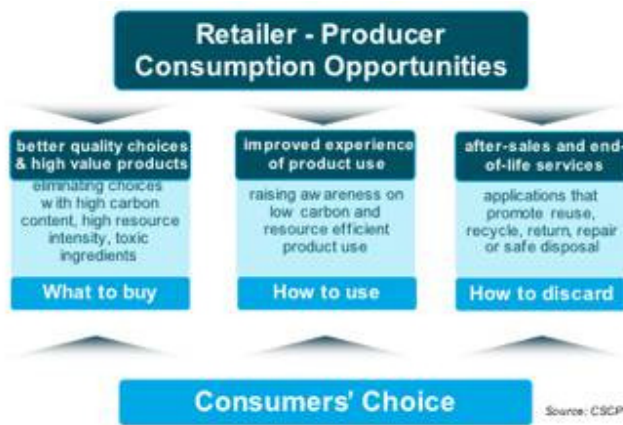 Retailer - Producer
Consumption Opportunities
better quality choices
& high value products
eliminating choices
with high carbon
content, high resource
intensity, toxic
ingredients
What to buy
improved experience
of product use
raising awareness on
low carbon and
resource efficient
product use
How to use
after-sales and end-
of-life services
applications that
promote reuse,
recycle, return, repair
or safe disposal
How to discard
Consumers' Choice
Source: CSCP